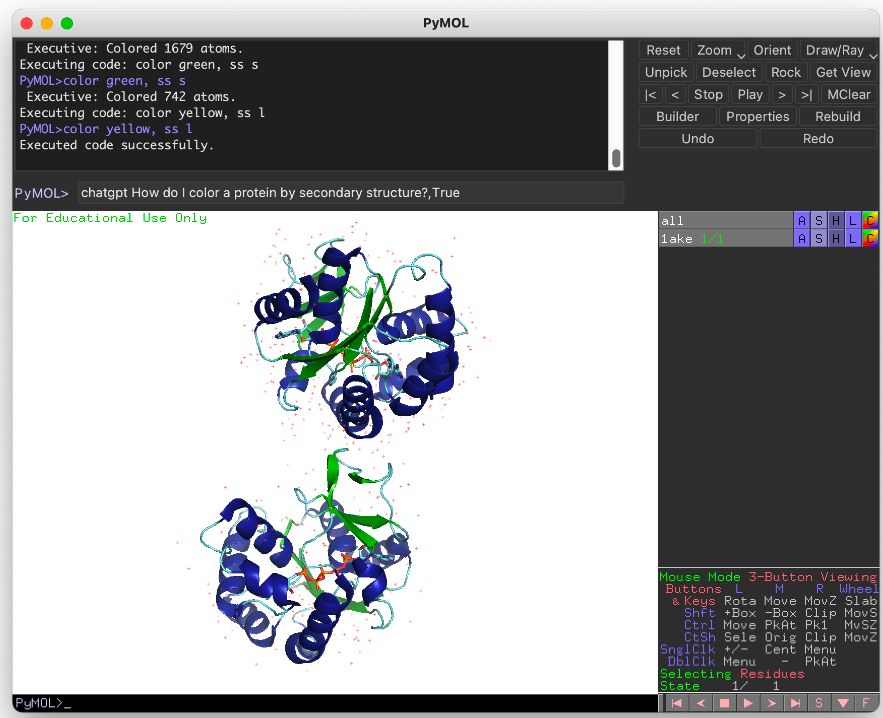 PyMOL
Executive: Colored 1679 atoms.
Executing code: color green, ss s
PyMOL>color green, ss s
Executive: Colored 742 atoms.
Executing code: color yellow, ss l
PyMOL>color yellow, ss l
Executed code successfully.
PyMOL> chatgpt How do I color a protein by secondary structure?,True
Reset Zoom Orient Draw/Ray
Unpick Deselect Rock Get View
|< < Stop Play > >| MClear
Builder Properties Rebuild
Undo Redo
For Educational Use Only
all A S H L C
1ake 1/1 A S H L C
Mouse Mode 3-Button Viewing
Buttons L M R Wheel
& Keys Rota Move MovZ Slab
Shft +Box -Box Clip MovS
Ctrl Move PkAt Pk1 MvSZ
CtSh Sele Orig Clip MovZ
SnglClk +/- Cent Menu
DblClk Menu - PkAt
Selecting Residues
State 1/ 1
PyMOL>_
S F